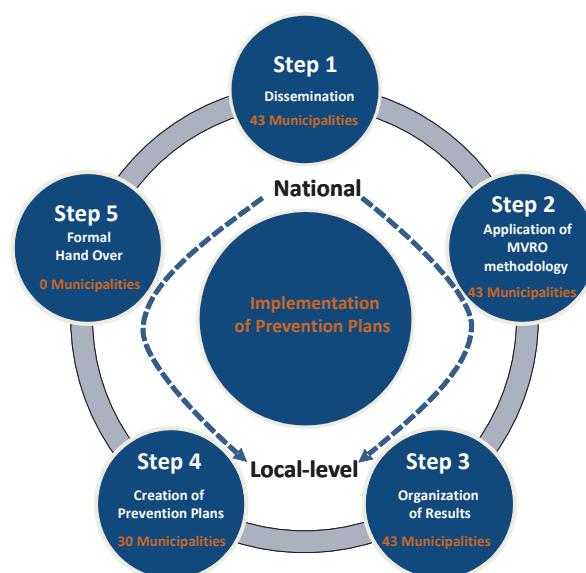 Step 1
Dissemination
43 Municipalities
National
Step 2
Application of
MVRO
methodology
43 Municipalities
Step 5
Formal
Hand Over
0 Municipalities
Implementation
of Prevention Plans
Local-level
Step 3
Organization
of Results
43 Municipalities
Step 4
Creation of
Prevention Plans
30 Municipalities